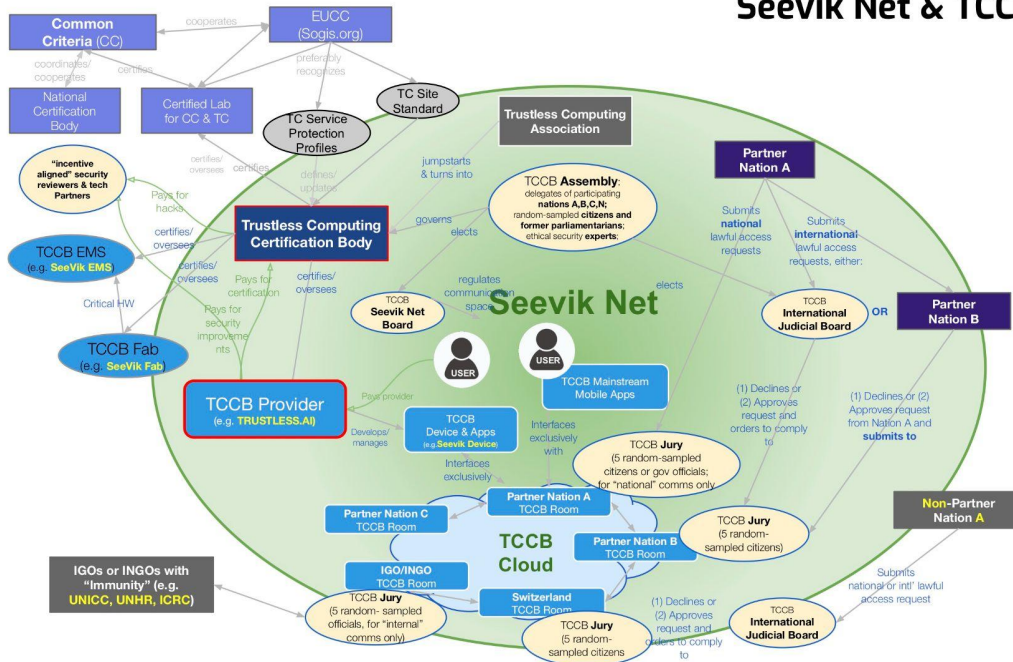 Seevik Net & TCC
Common
Criteria (CC)
cooperates
EUCC
(Sogis.org)
coordinates/
cooperates
certifies
preferably
recognizes
National
Certification
Body
Certified Lab
for CC & TC
TC Site
Standard
TC Service
Protection
Profiles
Trustless Computing
Association
Partner
Nation A
"incentive
aligned" security
reviewers & tech
Partners
certifies/
oversees
certifies
defines/
updates
jumpstarts
& turns into
TCCB Assembly:
delegates of participating
nations A,B,C,N;
random-sampled citizens and
former parliamentarians;
ethical security experts;
Pays for
hacks
Trustless Computing
Certification Body
governs
elects
Submits
national
lawful access
requests
Submits
international
lawful access
requests, either:
TCCB EMS
(e.g. SeeVik EMS)
certifies/
oversees
certifies/
oversees
Pays for
certification
certifies/
oversees
regulates
communication
space
elects
Critical HW
Pays for
security
improveme
nts
TCCB
Seevik Net
Board
Seevik Net
TCCB
International
Judicial Board
OR
Partner
Nation B
TCCB Fab
(e.g. SeeVik Fab)
USER
USER
TCCB Provider
(e.g. TRUSTLESS.AI)
Pays provider
TCCB Mainstream
Mobile Apps
(1) Declines or
(2) Approves
request and
orders to comply
to
(1) Declines or (2)
Approves request
from Nation A and
submits to
Develops/
manages
TCCB
Device & Apps
(e.g.Seevik Device)
Interfaces
exclusively
with
Interfaces
exclusively
TCCB Jury
(5 random-sampled
citizens or gov officials;
for "national" comms only
Partner Nation A
TCCB Room
Partner Nation C
TCCB Room
Partner Nation B
TCCB Room
TCCB
Cloud
TCCB Jury
(5 random-
sampled citizens)
Non-Partner
Nation A
IGOs or INGOs with
"Immunity" (e.g.
UNICC, UNHR, ICRC)
IGO/INGO
TCCB Room
Switzerland
TCCB Room
TCCB Jury
(5 random- sampled
officials, for "internal"
comms only)
TCCB Jury
(5 random-
sampled citizens
(1) Declines or
(2) Approves
request and
orders to comply
to
TCCB
International
Judicial Board
Submits
national or intl' lawful
access request